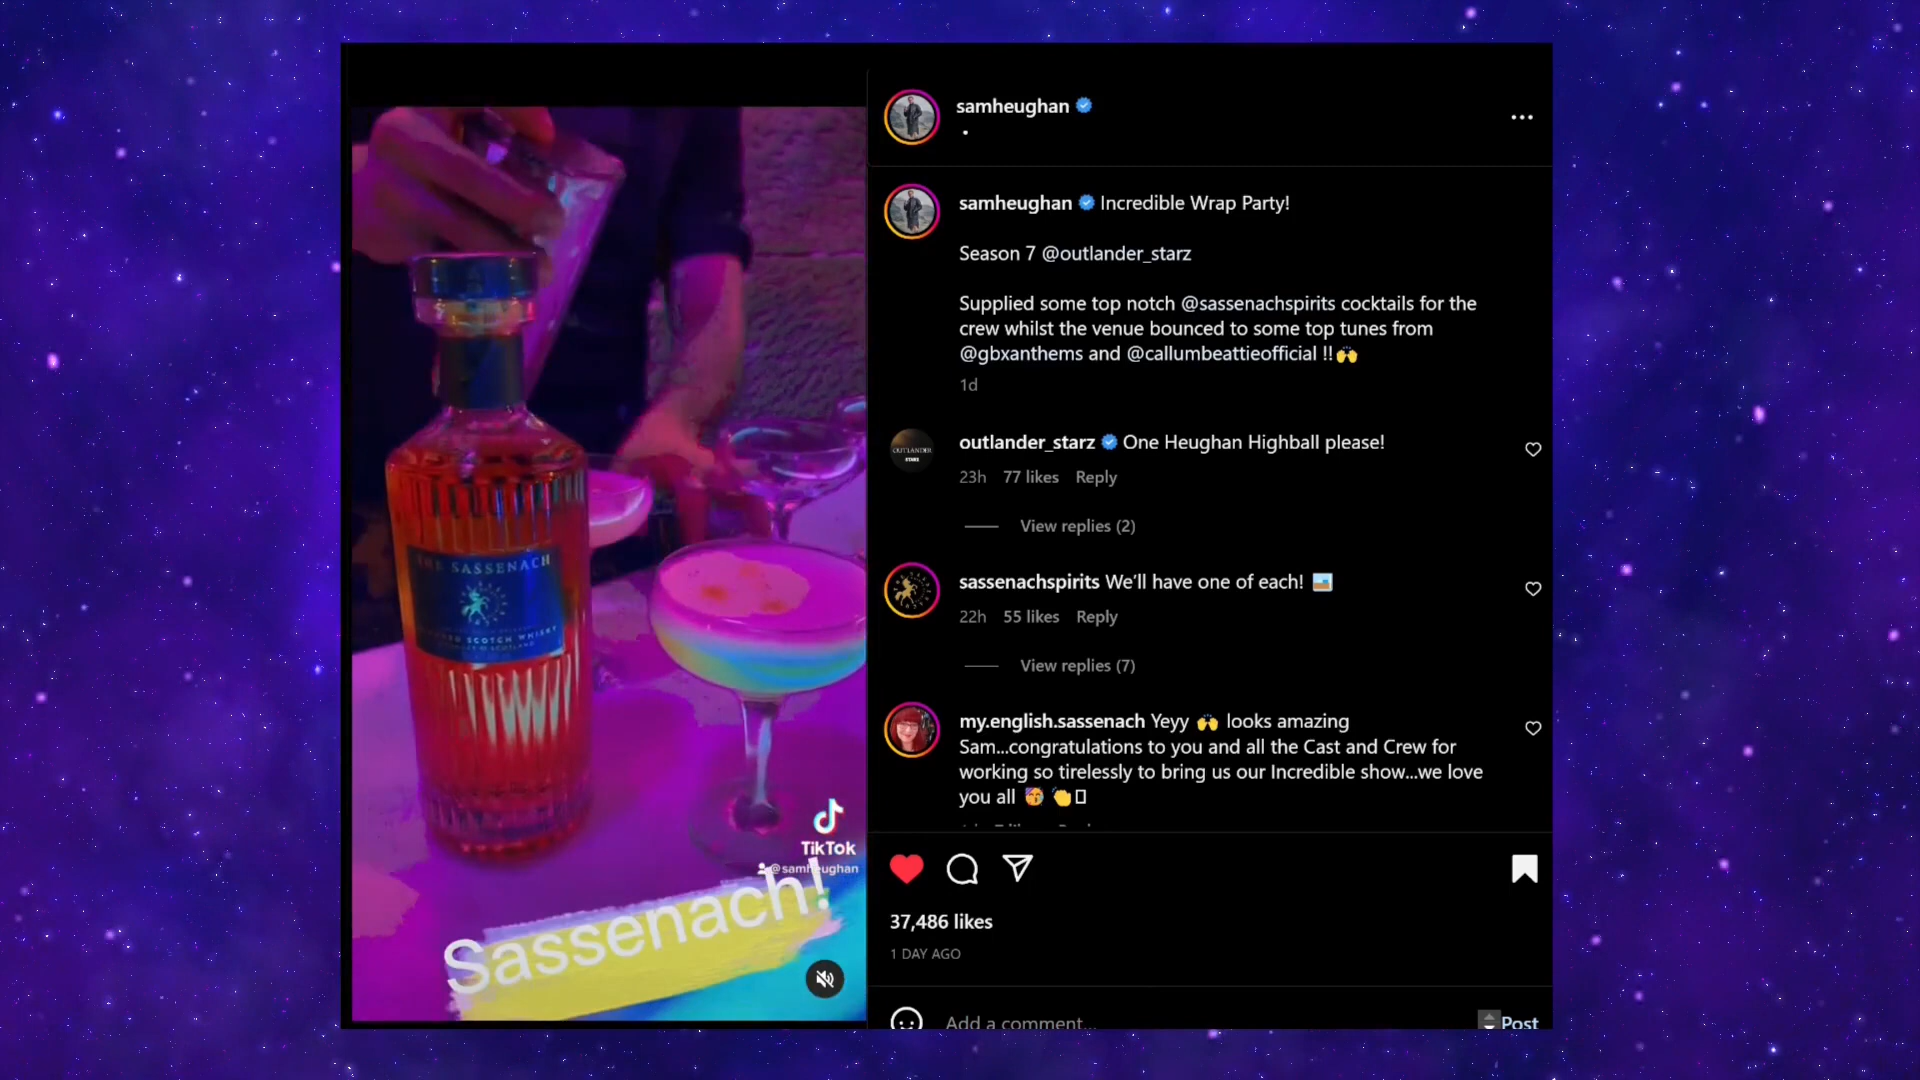 THE SASSENACH
SCOTCH WHISKY
TikTok
@samheughan
Sassenach!
samheughan
•
samheughan Incredible Wrap Party!
Season 7 @outlander_starz
Supplied some top notch @sassenachspirits cocktails for the
crew whilst the venue bounced to some top tunes from
@gbxanthems and @callumbeattieofficial !!🙌
1d
OUTLANDER
STARZ
outlander_starz One Heughan Highball please!
23h 77 likes Reply
View replies (2)
sassenachspirits We’ll have one of each!
22h 55 likes Reply
View replies (7)
my.english.sassenach Yeyy 🙌 looks amazing
Sam...congratulations to you and all the Cast and Crew for
working so tirelessly to bring us our Incredible show...we love
you all 🥳 👏
37,486 likes
1 DAY AGO
Add a comment...
Post